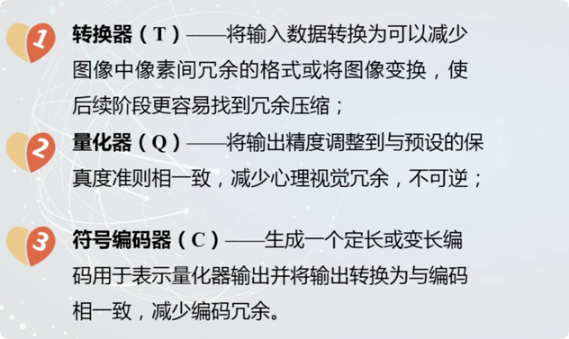 1 转换器（T）——将输入数据转换为可以减少
图像中像素间冗余的格式或将图像变换，使
后续阶段更容易找到冗余压缩；
2 量化器（Q）——将输出精度调整到与预设的保
真度准则相一致，减少心理视觉冗余，不可逆；
3 符号编码器（C）——生成一个定长或变长编
码用于表示量化器输出并将输出转换为与编码
相一致，减少编码冗余。